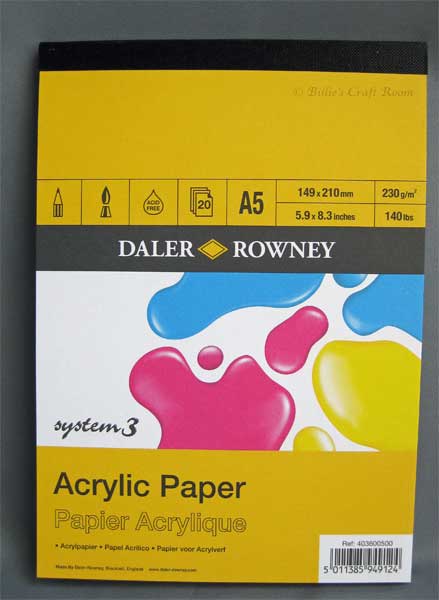 © Billie's Craft Room
ACID FREE
20
A5
149 x 210 mm
230 g/m²
5.9 x 8.3 inches
140 lbs
DALER ROWNEY
system 3
Acrylic Paper
Papier Acrylique
• Acrylpapier • Papel Acrilico • Papier voor Acrylverf
Made By Daler-Rowney, Bracknell, England www.daler-rowney.com
Ref: 403600500
5 011385 949124